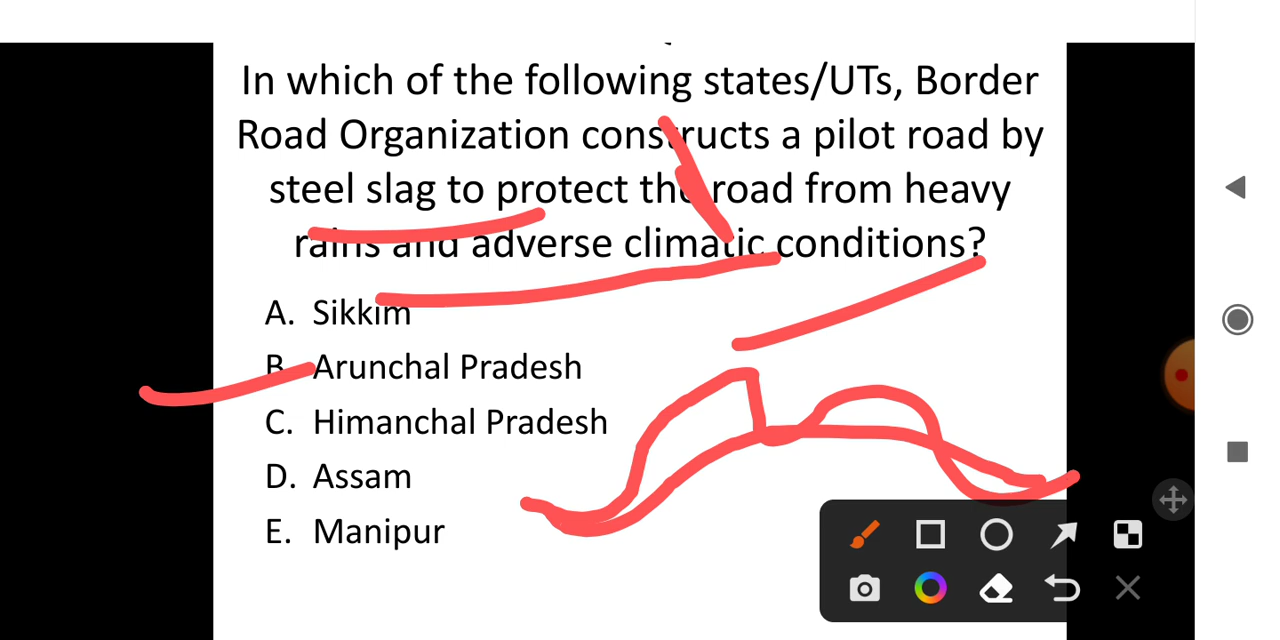 In which of the following states/UTs, Border
Road Organization constructs a pilot road by
steel slag to protect the road from heavy
rains and adverse climatic conditions?
A. Sikkim
B. Arunchal Pradesh
C. Himanchal Pradesh
D. Assam
E. Manipur